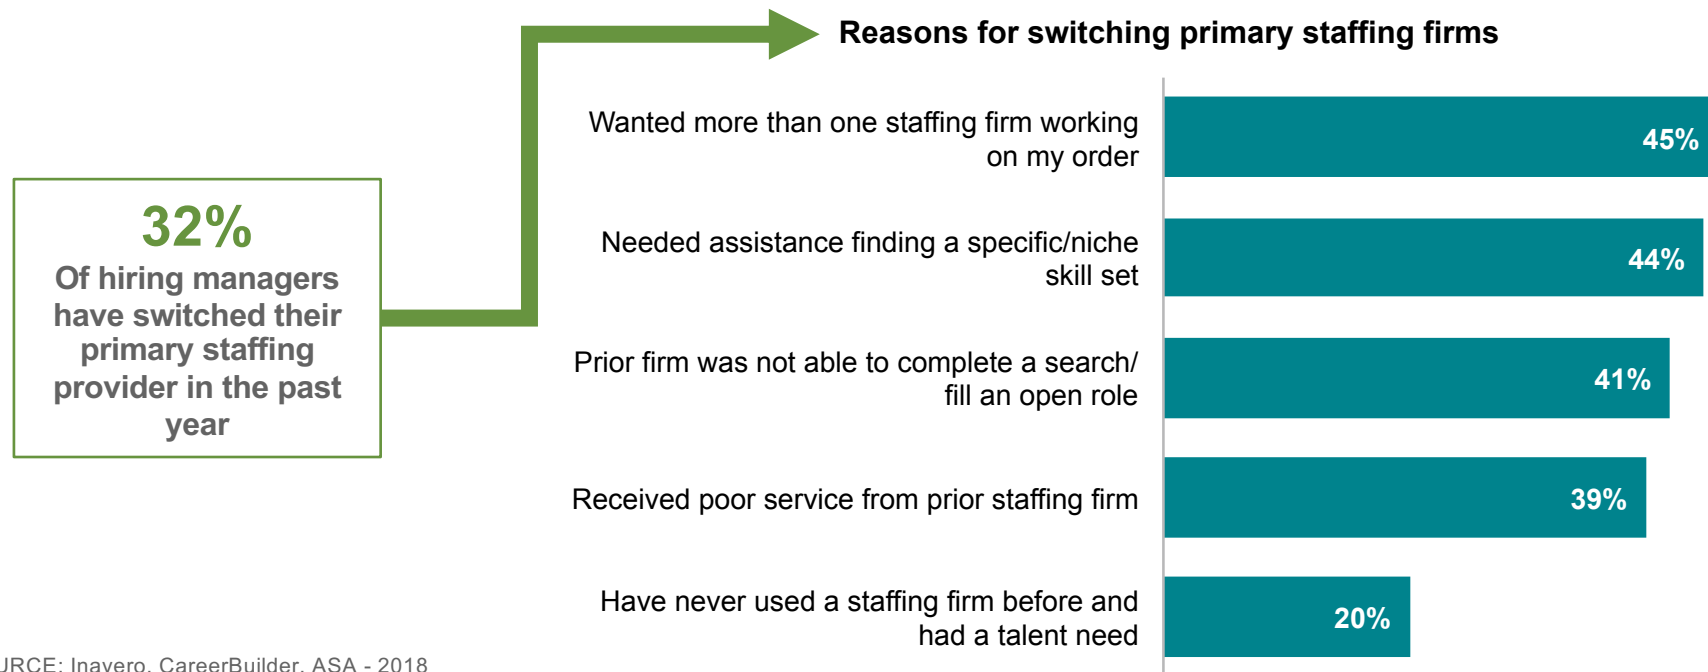 Reasons for switching primary staffing firms
32%
Of hiring managers
have switched their
primary staffing
provider in the past
year
Wanted more than one staffing firm working
on my order
45%
Needed assistance finding a specific/niche
skill set
44%
Prior firm was not able to complete a search/
fill an open role
41%
Received poor service from prior staffing firm
39%
Have never used a staffing firm before and
had a talent need
20%
URCE: Inavero, CareerBuilder, ASA - 2018